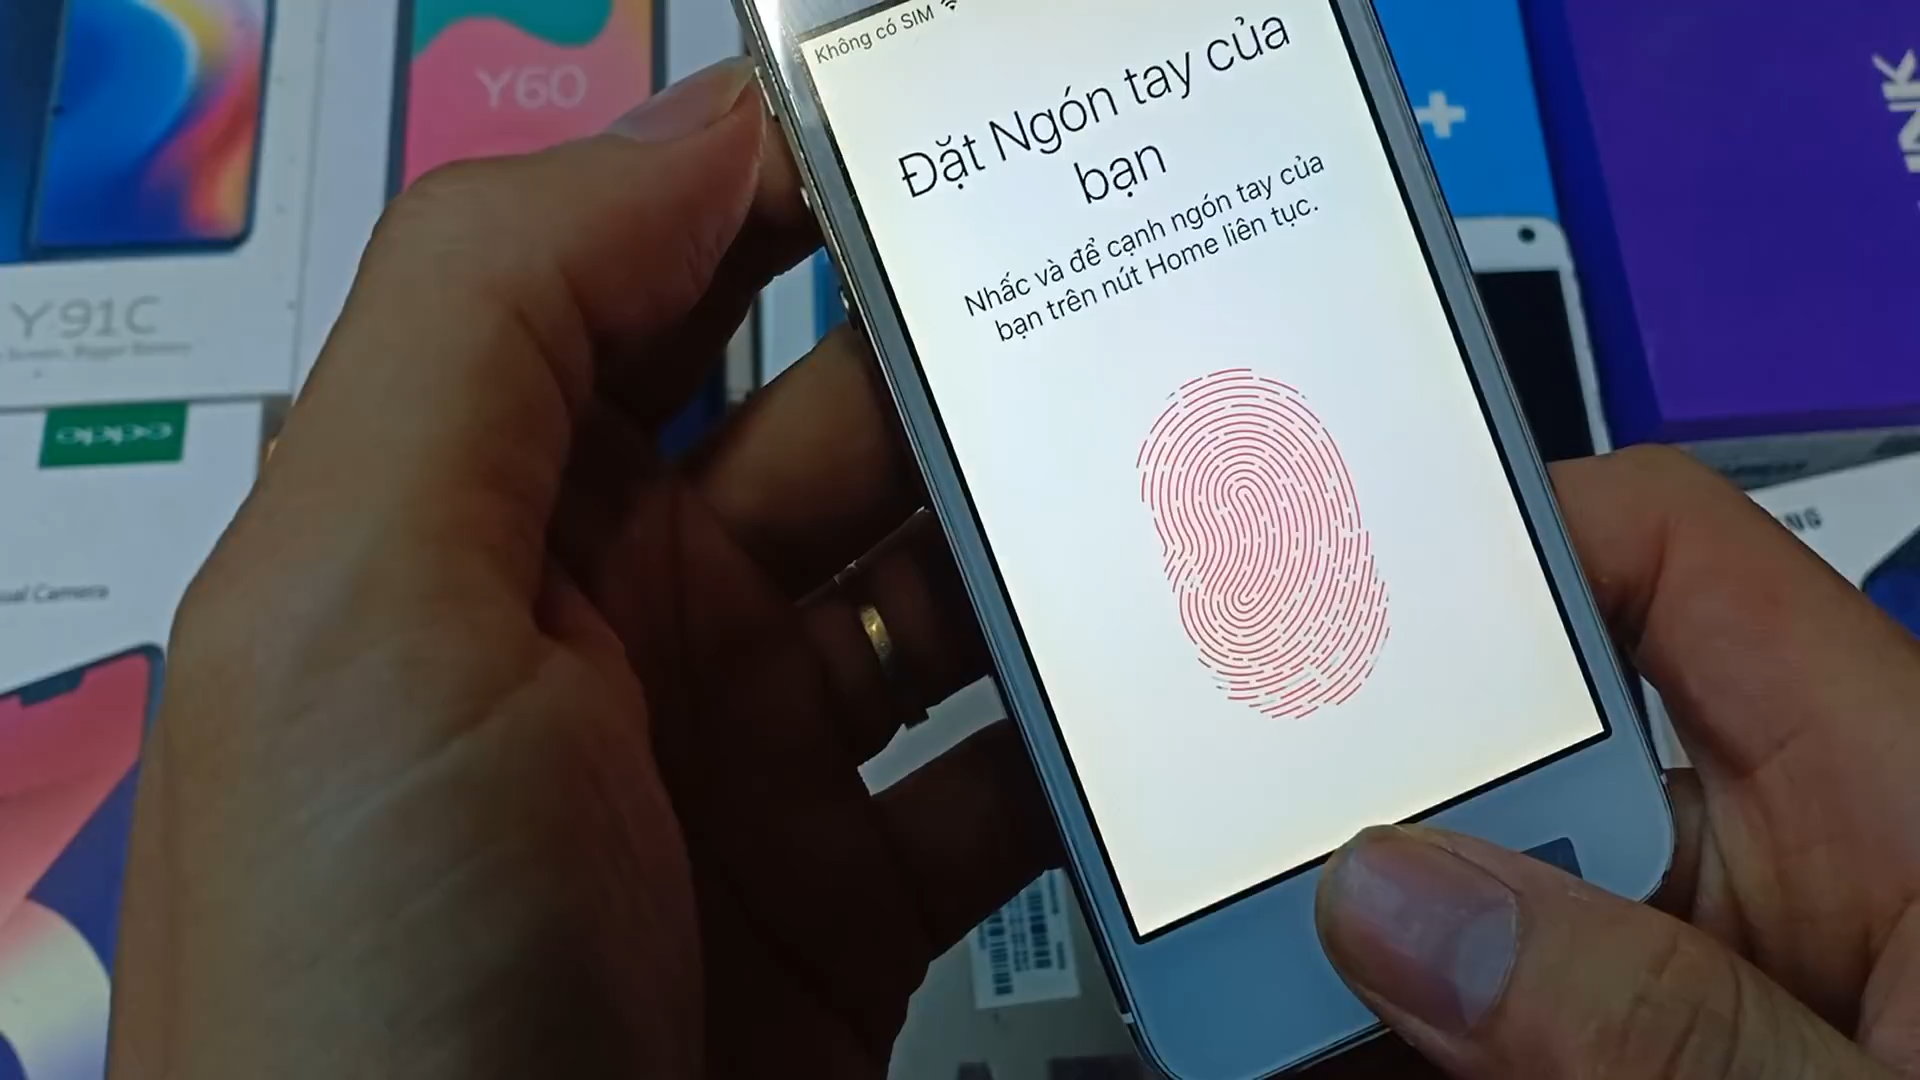 Không có SIM
Đặt Ngón tay của
bạn
Nhấc và để cạnh ngón tay của
bạn trên nút Home liên tục.
Y60
Y91C
oppo
Camera